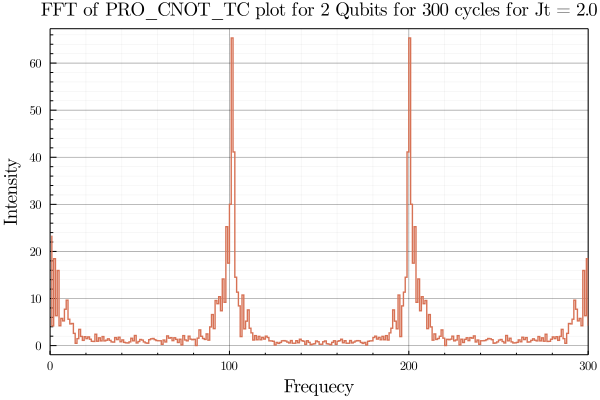 FFT of PRO_CNOT_TC plot for 2 Qubits for 300 cycles for Jt = 2.0
60
50
40
30
20
10
0
Intensity
0 100 200 300
Frequecy